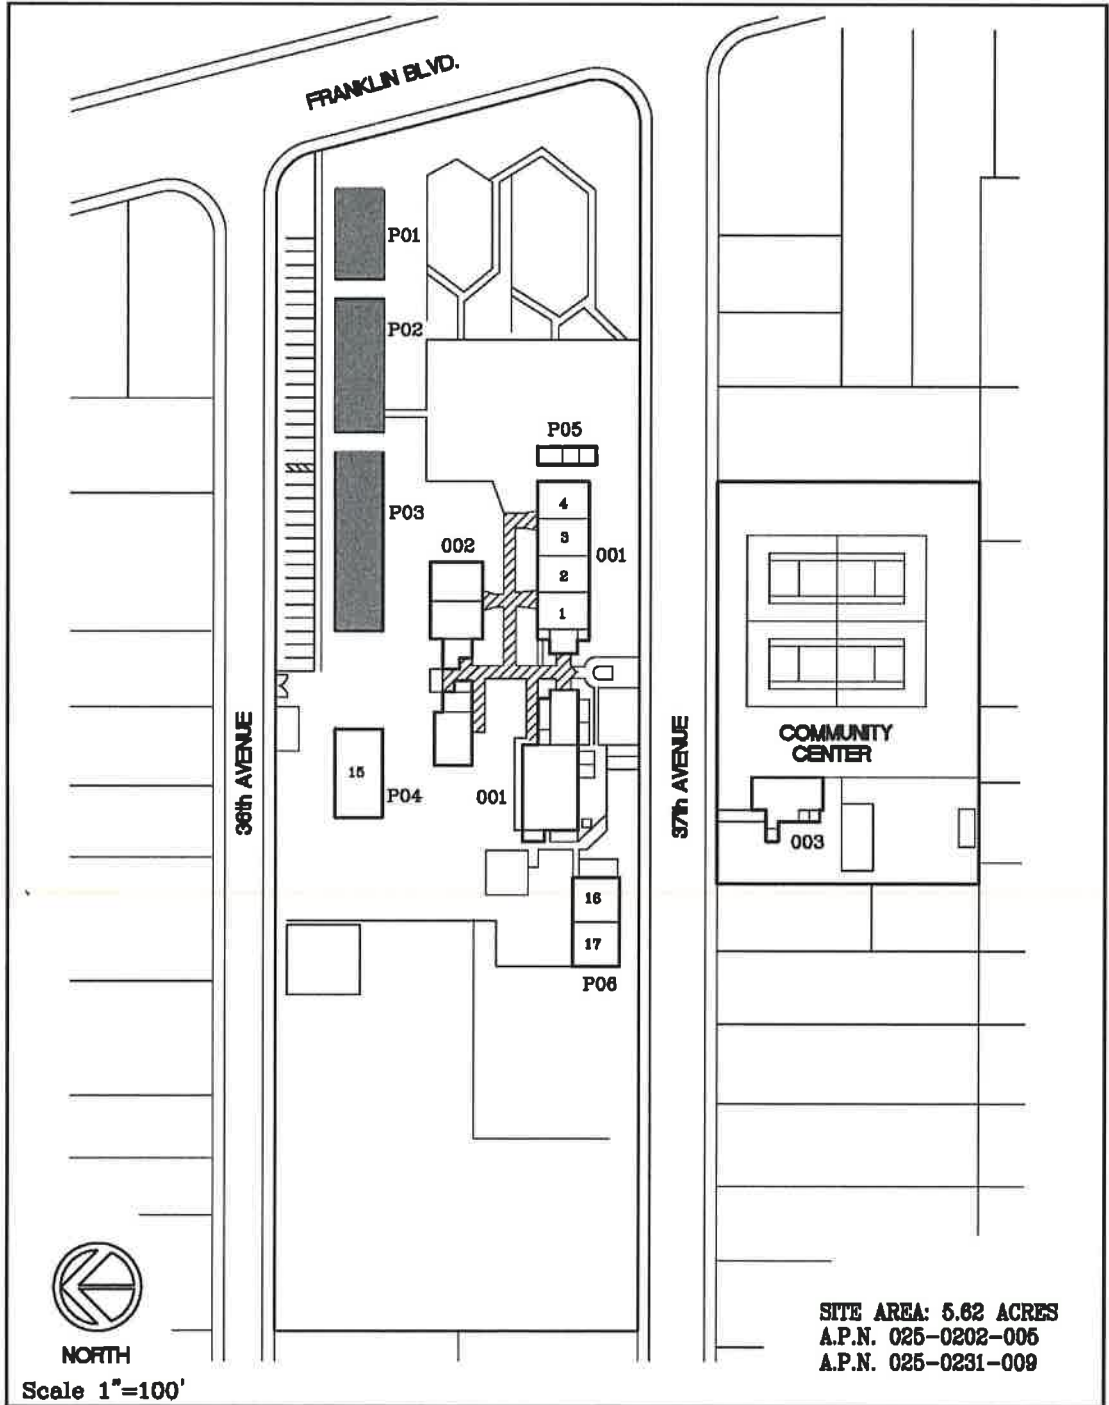 FRANKLIN BLVD.
P01
P02
P05
4
P03
3
002
001
2
1
36th AVENUE
37th AVENUE
COMMUNITY
CENTER
15
P04
001
003
16
17
P06
NORTH
Scale 1"=100'
SITE AREA: 5.62 ACRES
A.P.N. 025-0202-005
A.P.N. 025-0231-009